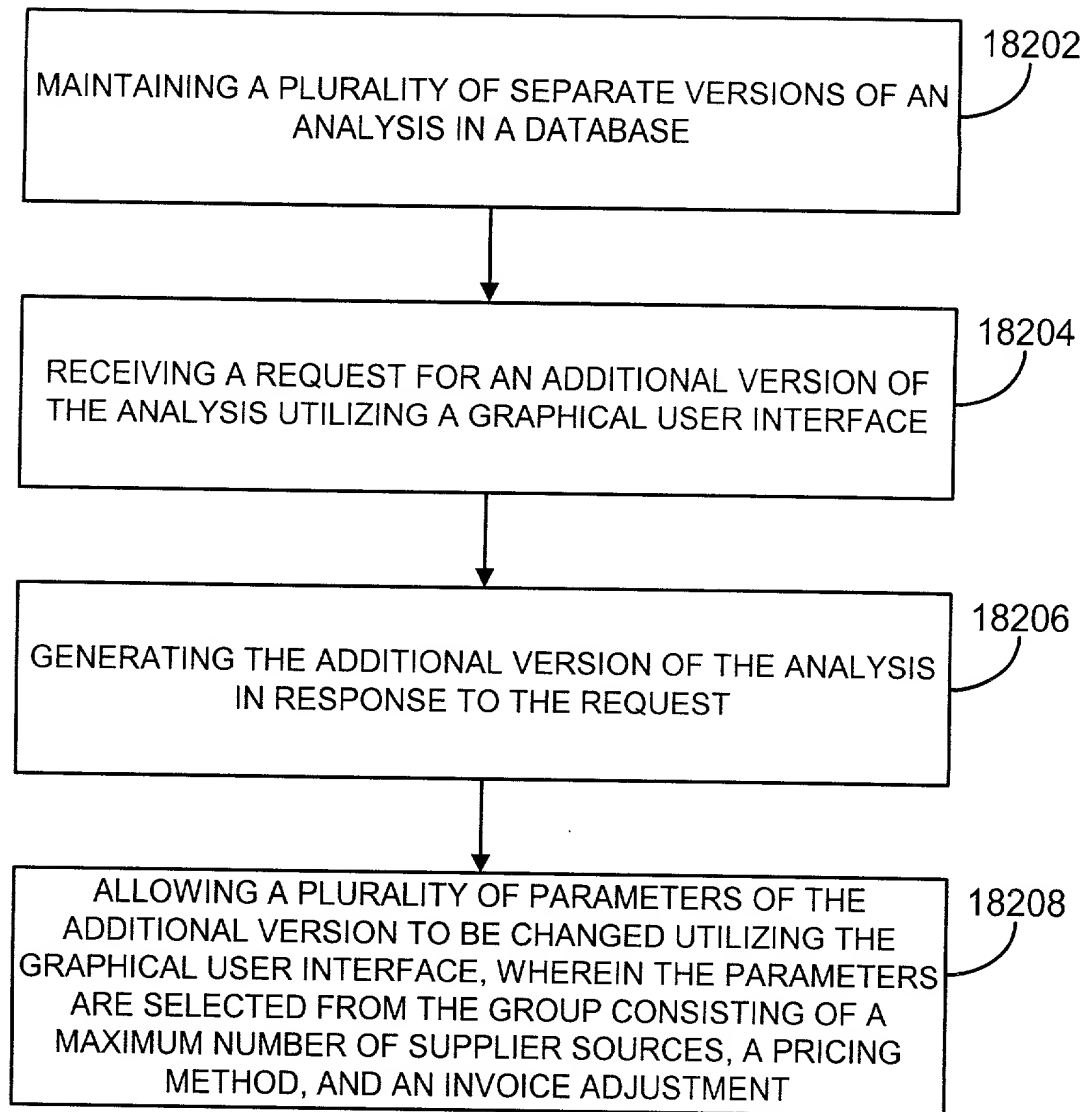 18202
MAINTAINING A PLURALITY OF SEPARATE VERSIONS OF AN
ANALYSIS IN A DATABASE
18204
RECEIVING A REQUEST FOR AN ADDITIONAL VERSION OF
THE ANALYSIS UTILIZING A GRAPHICAL USER INTERFACE
18206
GENERATING THE ADDITIONAL VERSION OF THE ANALYSIS
IN RESPONSE TO THE REQUEST
18208
ALLOWING A PLURALITY OF PARAMETERS OF THE
ADDITIONAL VERSION TO BE CHANGED UTILIZING THE
GRAPHICAL USER INTERFACE, WHEREIN THE PARAMETERS
ARE SELECTED FROM THE GROUP CONSISTING OF A
MAXIMUM NUMBER OF SUPPLIER SOURCES, A PRICING
METHOD, AND AN INVOICE ADJUSTMENT